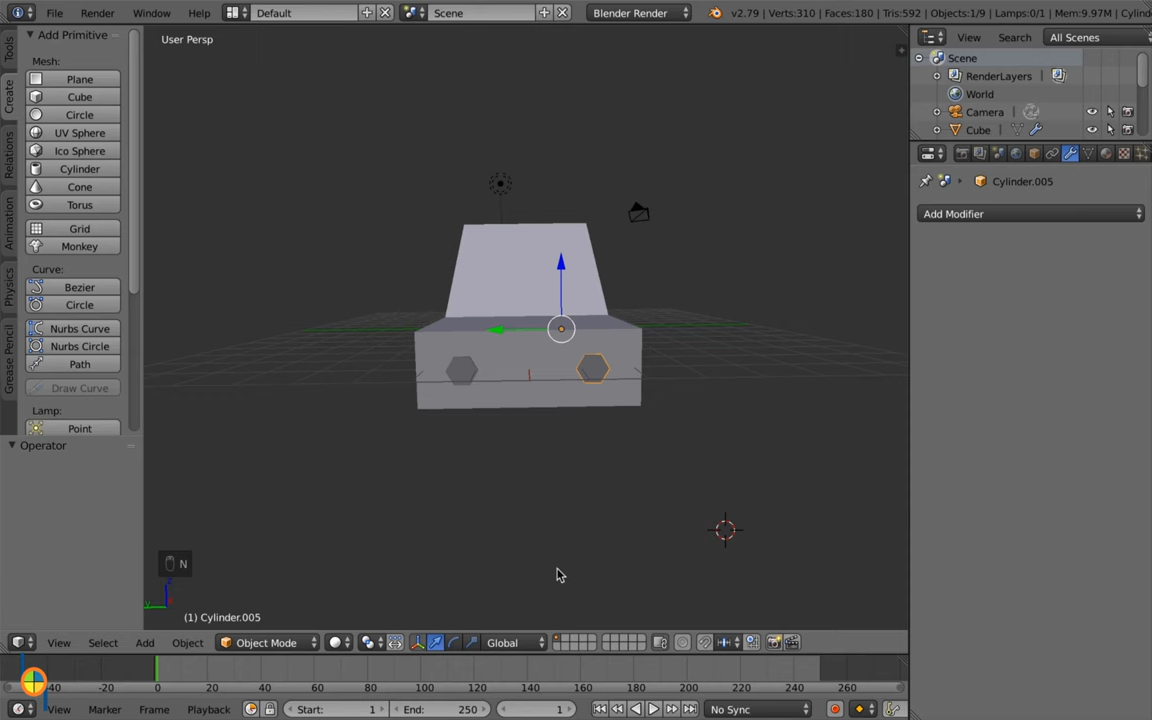 File Render Window Help Default Scene Blender Render v2.79 | Verts:310 | Faces:180 | Tris:592 | Objects:1/9 | Lamps:0/1 | Mem:9.97M | Cylind
Add Primitive
Mesh:
Plane
Cube
Circle
UV Sphere
Ico Sphere
Cylinder
Cone
Torus
Grid
Monkey
Curve:
Bezier
Circle
Nurbs Curve
Nurbs Circle
Path
Draw Curve
Lamp:
Point
Operator
Tools
Create
Relations
Animation
Physics
Grease Pencil
User Persp
N
(1) Cylinder.005
View Select Add Object Object Mode Global
View Search All Scenes
Scene
RenderLayers
World
Camera
Cube
Cylinder.005
Add Modifier
-40 -20 0 20 40 60 80 100 120 140 160 180 200 220 240 260
View Marker Frame Playback Start: 1 End: 250 1 No Sync